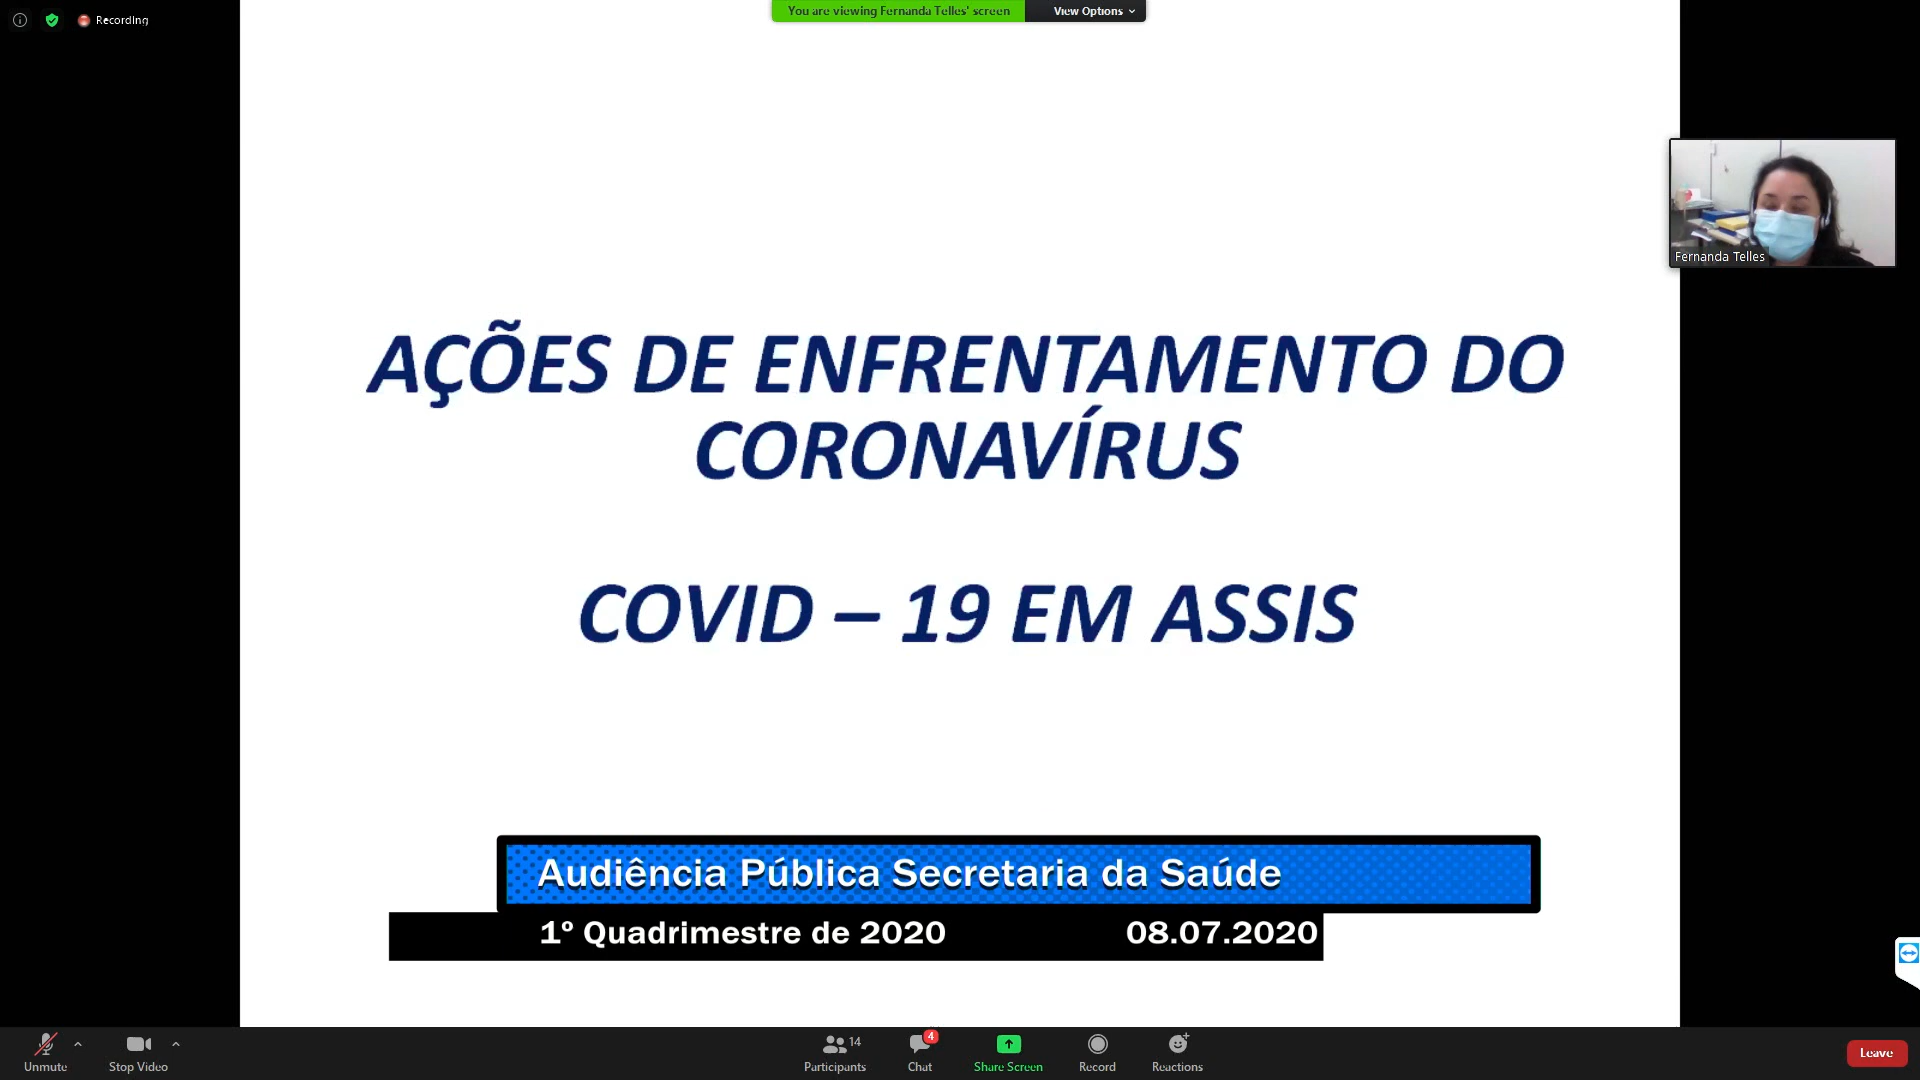 Recording
You are viewing Fernanda Telles' screen
View Options
Fernanda Telles
AÇÕES DE ENFRENTAMENTO DO
CORONAVÍRUS
COVID – 19 EM ASSIS
Audiência Pública Secretaria da Saúde
1º Quadrimestre de 2020 08.07.2020
Unmute
Stop Video
14
Participants
4
Chat
Share Screen
Record
Reactions
Leave